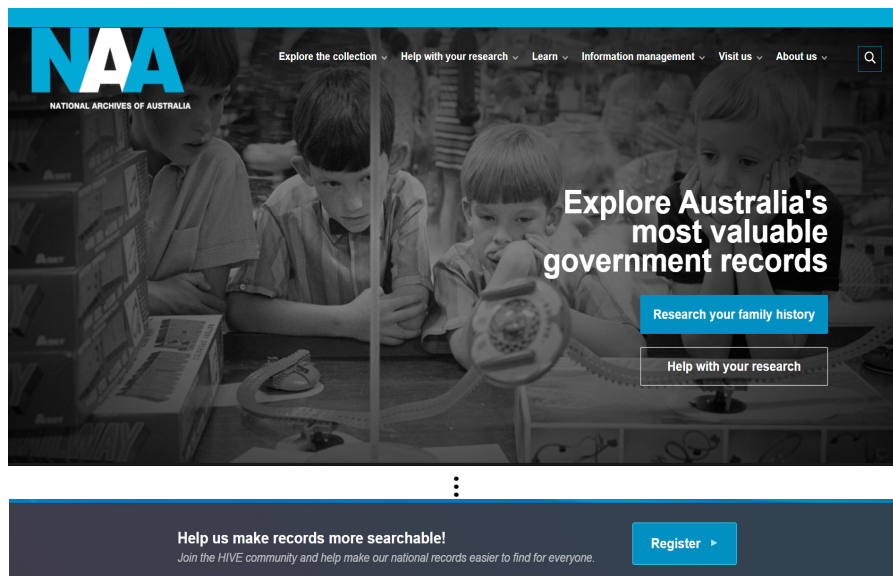 NAA
NATIONAL ARCHIVES OF AUSTRALIA
Explore the collection Help with your research Learn Information management Visit us About us
Explore Australia's
most valuable
government records
Research your family history
Help with your research
Help us make records more searchable!
Join the HIVE community and help make our national records easier to find for everyone.
Register